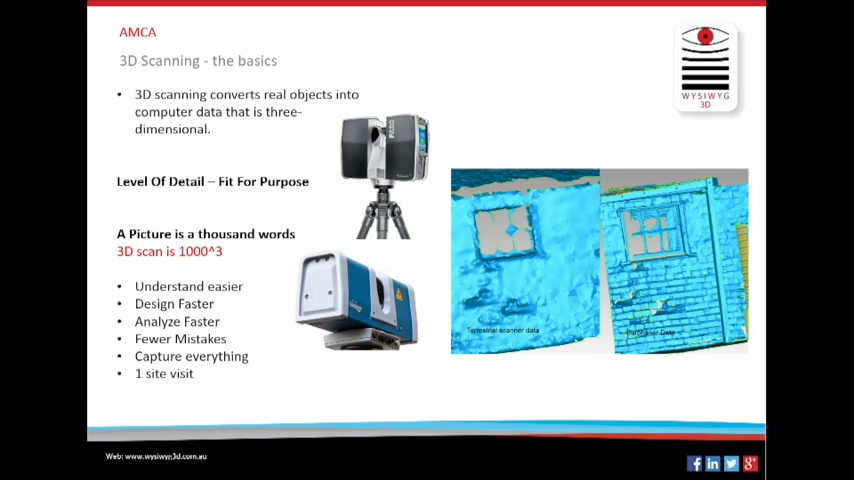 AMCA
3D Scanning - the basics
• 3D scanning converts real objects into
computer data that is three-
dimensional.
Level Of Detail – Fit For Purpose
A Picture is a thousand words
3D scan is 1000^3
• Understand easier
• Design Faster
• Analyze Faster
• Fewer Mistakes
• Capture everything
• 1 site visit
WYSIWYG
3D
FARO
Terrestrial scanner data
Data
Web: www.wysiwyg3d.com.au